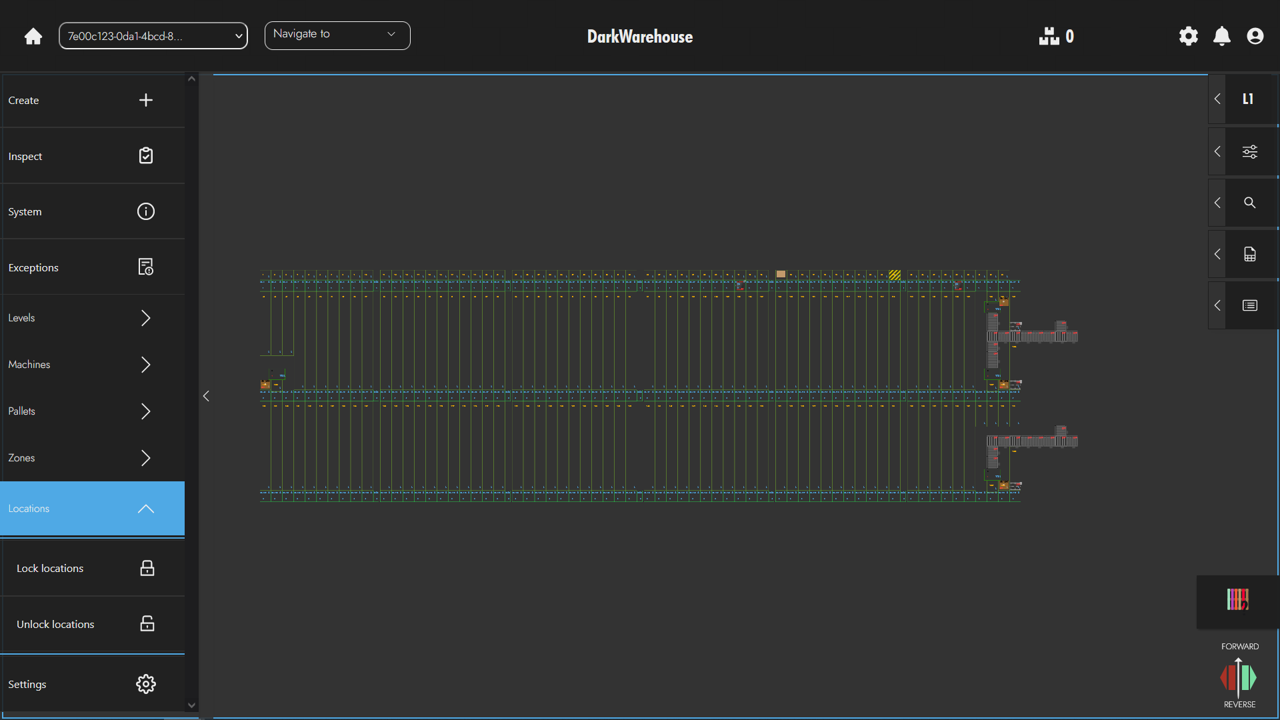 7e00c123-0da1-4bcd-8...
Navigate to
DarkWarehouse
0
Create
Inspect
System
Exceptions
Levels
Machines
Pallets
Zones
Locations
Lock locations
Unlock locations
Settings
L1
FORWARD
REVERSE